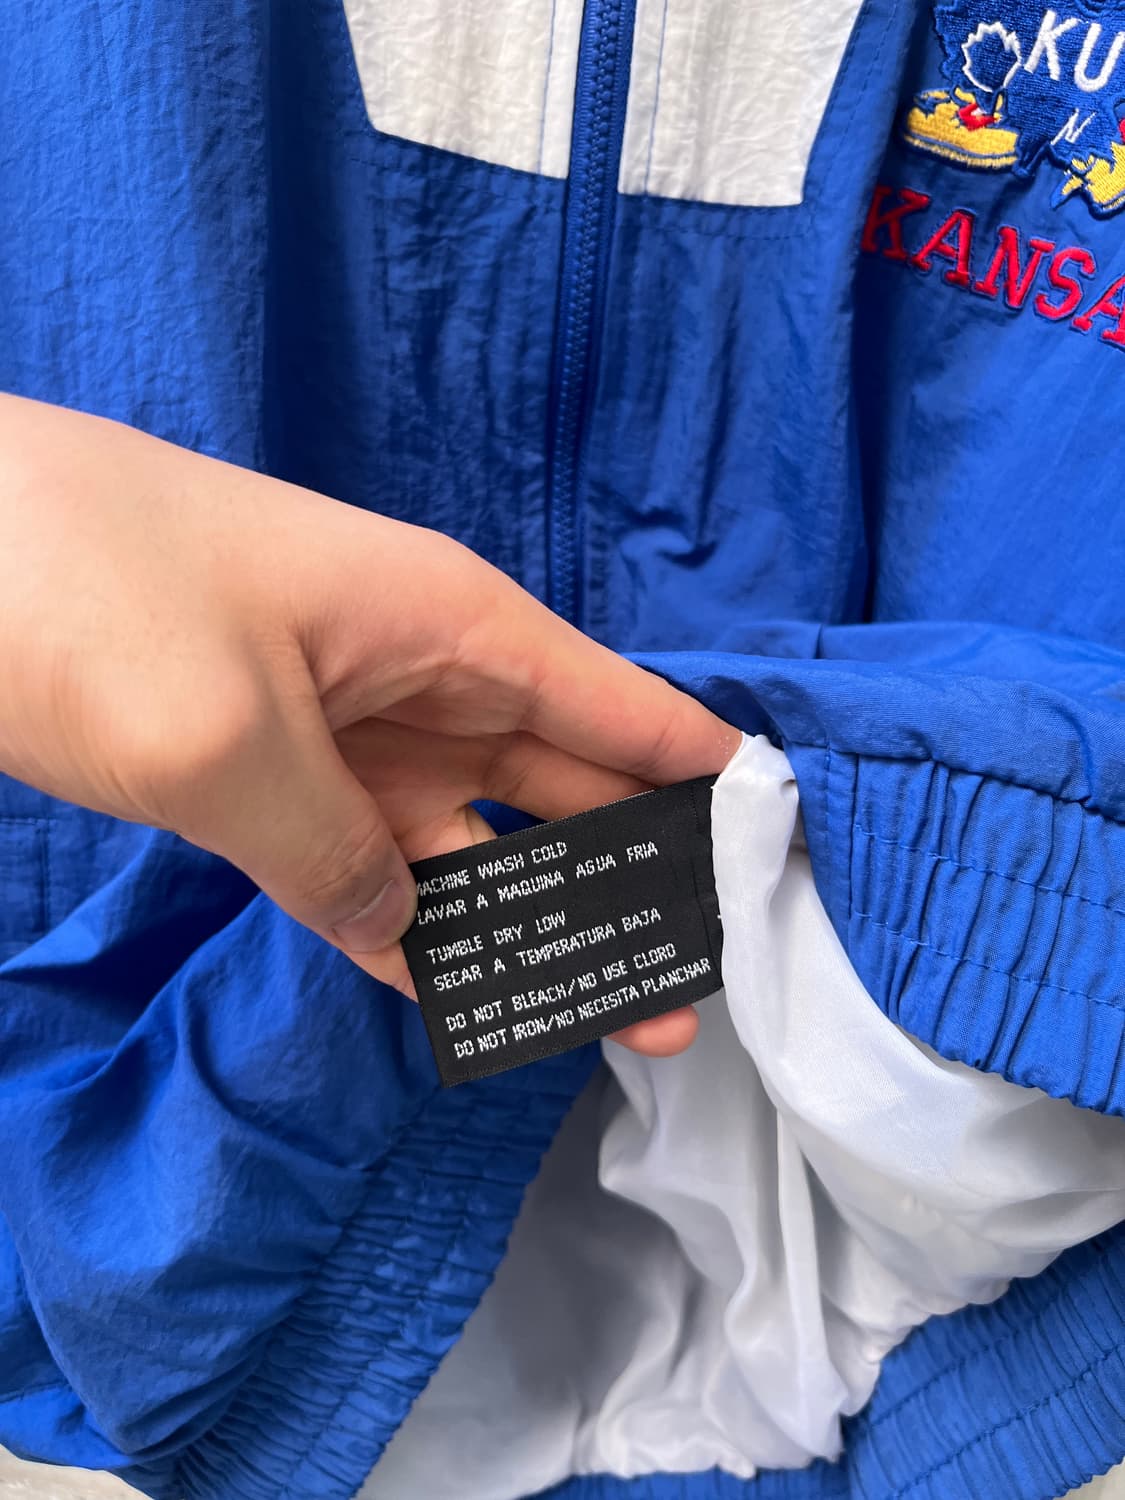 KU
KANSA
MACHINE WASH COLD
LAVAR A MAQUINA AGUA FRIA
TUMBLE DRY LOW
SECAR A TEMPERATURA BAJA
DO NOT BLEACH/NO USE CLORO
DO NOT IRON/NO NECESITA PLANCHAR